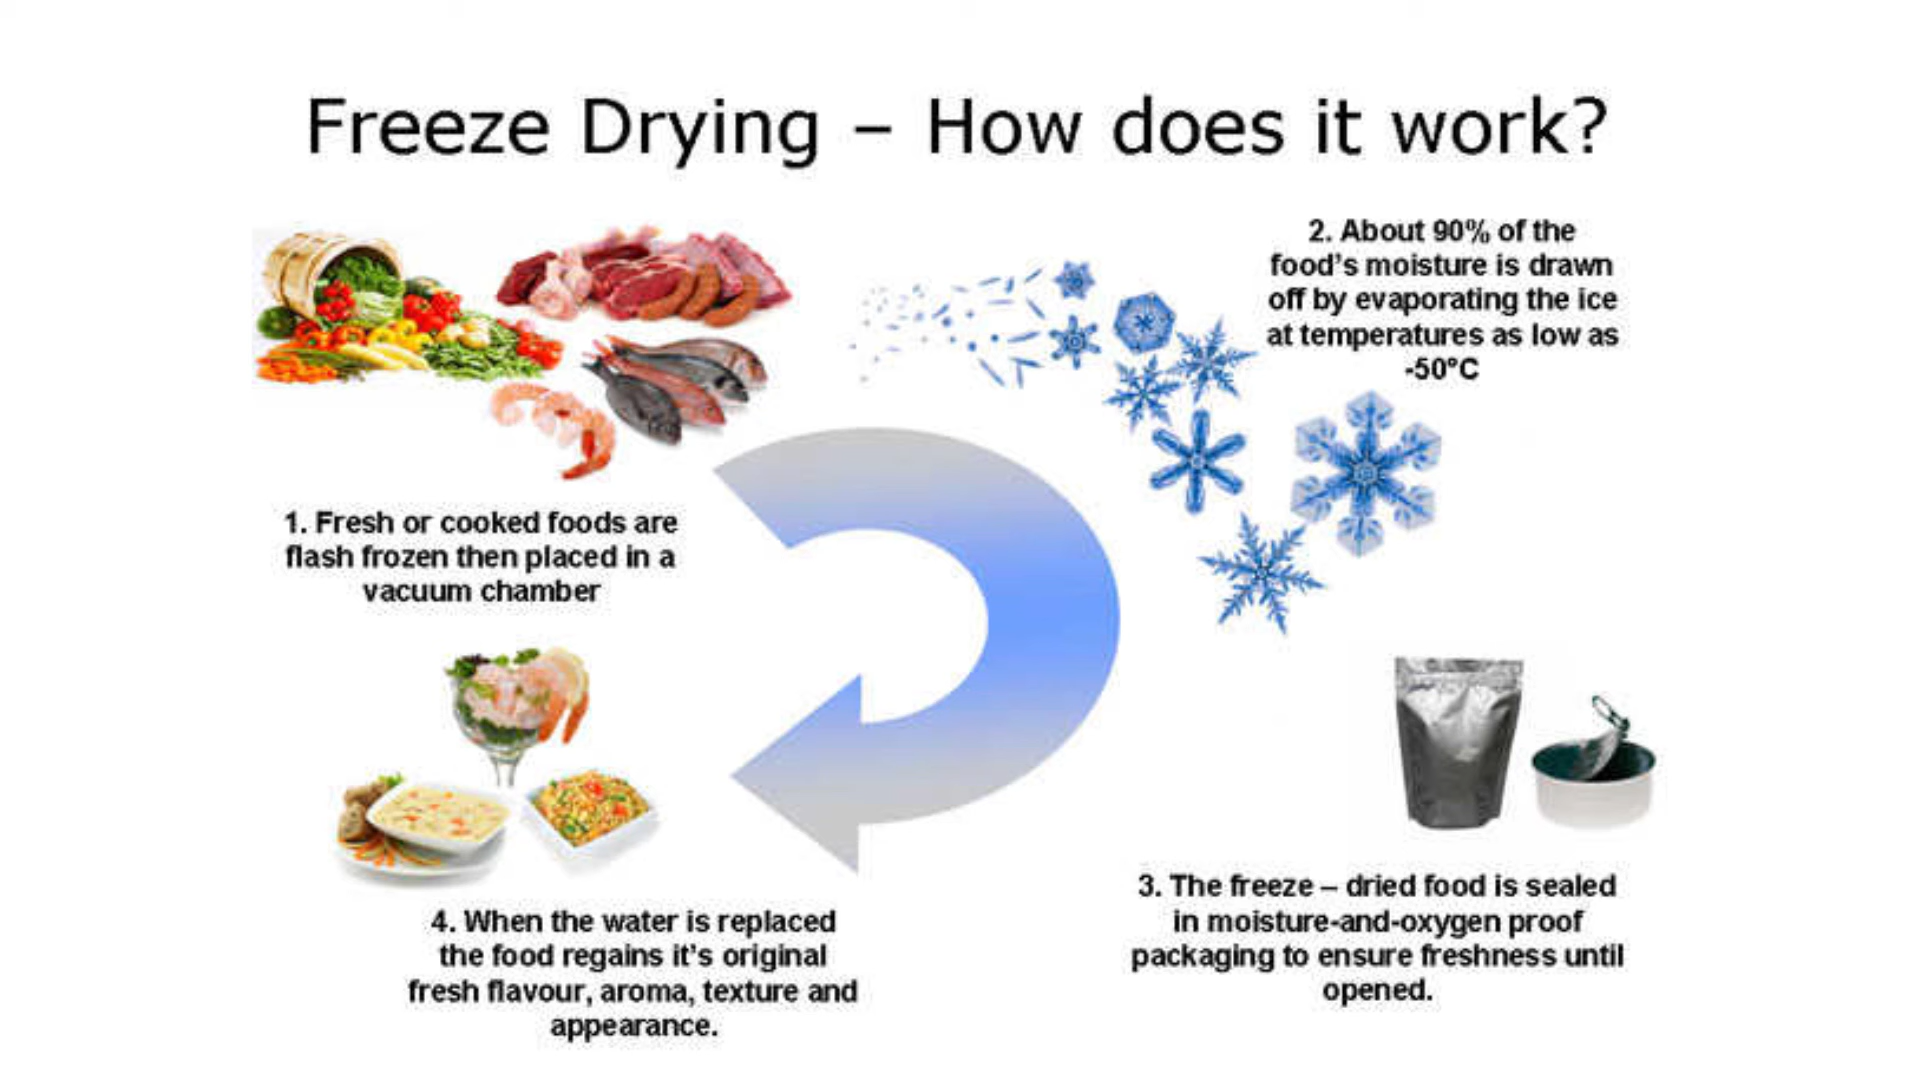 Freeze Drying – How does it work?
1. Fresh or cooked foods are
flash frozen then placed in a
vacuum chamber
2. About 90% of the
food's moisture is drawn
off by evaporating the ice
at temperatures as low as
-50°C
3. The freeze – dried food is sealed
in moisture-and-oxygen proof
packaging to ensure freshness until
opened.
4. When the water is replaced
the food regains it's original
fresh flavour, aroma, texture and
appearance.